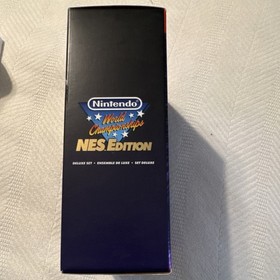 Nintendo
World
Championships
NES EDITION
DELUXE SET • ENSEMBLE DE LUXE • SET DELUXE